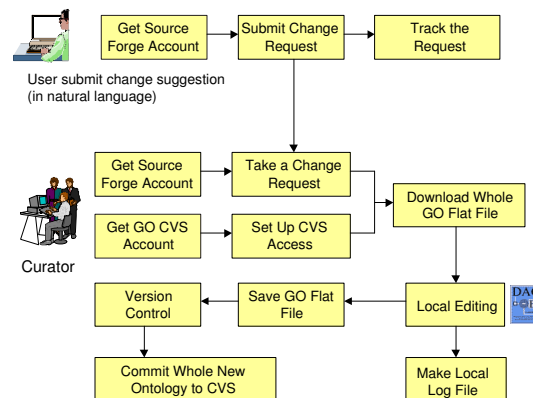 Get Source
Forge Account
Submit Change
Request
Track the
Request
User submit change suggestion
(in natural language)
Get Source
Forge Account
Take a Change
Request
Download Whole
GO Flat File
Get GO CVS
Account
Set Up CVS
Access
Curator
Version
Control
Save GO Flat
File
Local Editing
Commit Whole New
Ontology to CVS
Make Local
Log File